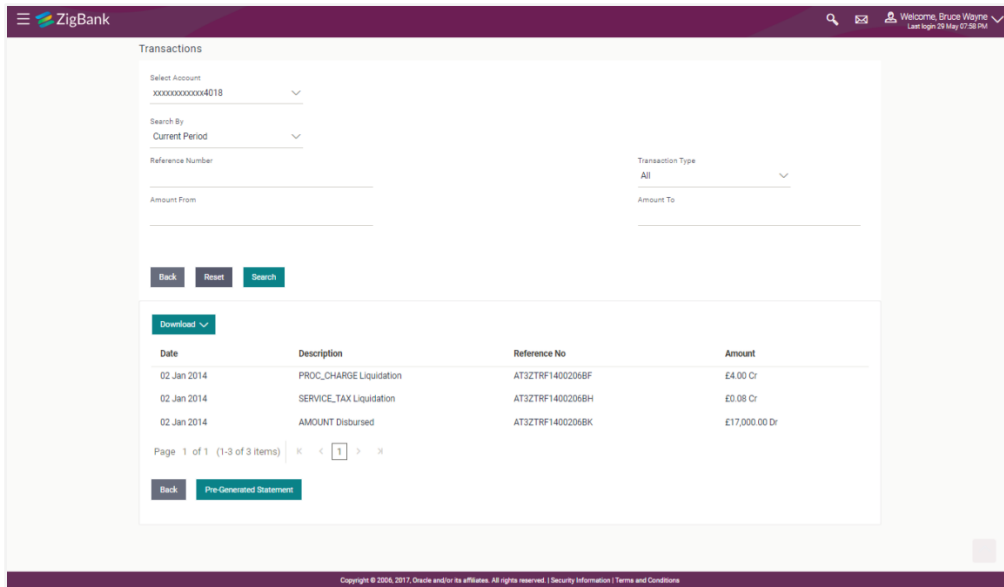 ZigBank
Welcome, Bruce Wayne
Last login 29 May 07:58 PM
Transactions
Select Account
xxxxxxxxxxxx4018
Search By
Current Period
Reference Number
Transaction Type
All
Amount From
Amount To
Back Reset Search
Download
Date Description Reference No Amount
02 Jan 2014 PROC_CHARGE Liquidation AT3ZTRF1400206BF £4.00 Cr
02 Jan 2014 SERVICE_TAX Liquidation AT3ZTRF1400206BH £0.08 Cr
02 Jan 2014 AMOUNT Disbursed AT3ZTRF1400206BK £17,000.00 Dr
Page 1 of 1 (1-3 of 3 items) K < 1 > X
Back Pre-Generated Statement
Copyright © 2006, 2017, Oracle and/or its affiliates. All rights reserved. | Security Information | Terms and Conditions